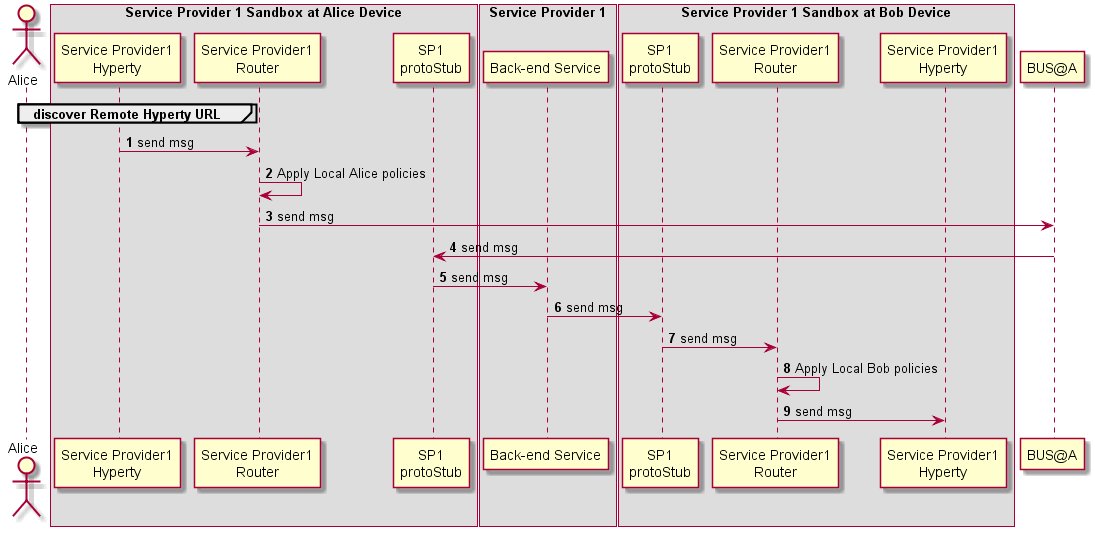 Service Provider 1 Sandbox at Alice Device
Service Provider 1
Service Provider 1 Sandbox at Bob Device
Alice
Service Provider1
Hyperty
Service Provider1
Router
SP1
protoStub
Back-end Service
SP1
protoStub
Service Provider1
Router
Service Provider1
Hyperty
BUS@A
discover Remote Hyperty URL
1 send msg
2 Apply Local Alice policies
3 send msg
4 send msg
5 send msg
6 send msg
7 send msg
8 Apply Local Bob policies
9 send msg
Alice
Service Provider1
Hyperty
Service Provider1
Router
SP1
protoStub
Back-end Service
SP1
protoStub
Service Provider1
Router
Service Provider1
Hyperty
BUS@A